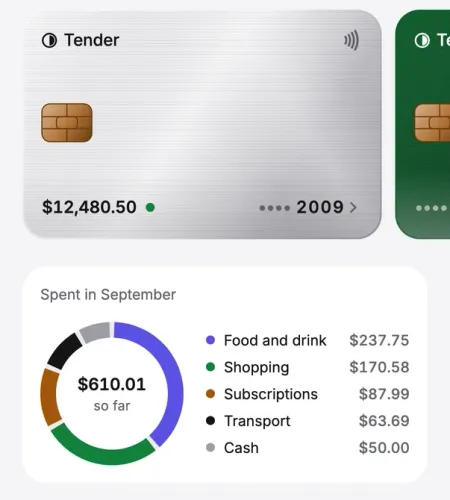 Tender
$12,480.50
•••• 2009
••••
Spent in September
$610.01
so far
Food and drink $237.75
Shopping $170.58
Subscriptions $87.99
Transport $63.69
Cash $50.00